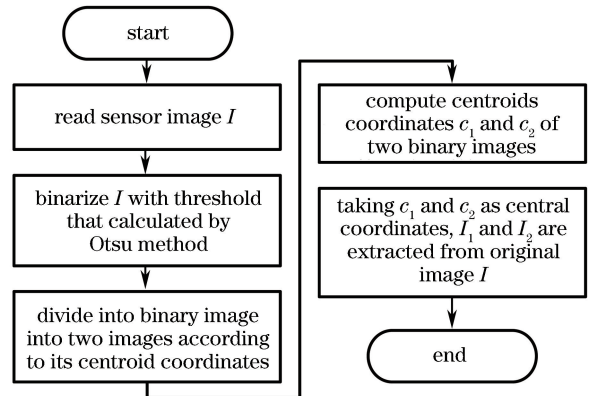 start
read sensor image I
binarize I with threshold
that calculated by
Otsu method
divide into binary image
into two images according
to its centroid coordinates
compute centroids
coordinates c₁ and c₂ of
two binary images
taking c₁ and c₂ as central
coordinates, I₁ and I₂ are
extracted from original
image I
end